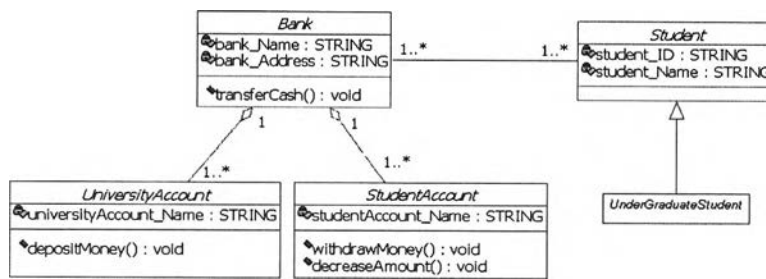 Bank
bank_Name : STRING
bank_Address : STRING
transferCash() : void
1..*
1..*
Student
student_ID : STRING
student_Name : STRING
1
1
1..*
1..*
UniversityAccount
universityAccount_Name : STRING
depositMoney() : void
StudentAccount
studentAccount_Name : STRING
withdrawMoney() : void
decreaseAmount() : void
UnderGraduateStudent